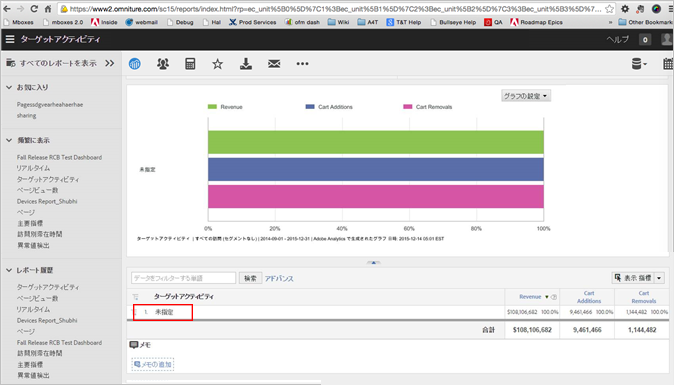 https://www2.omniture.com/sc15/reports/index.html?rp=ec_unit%5B0%5D%7C1%3Bec_unit%5B1%5D%7C2%3Bec_unit%5B2%5D%7C3%3Bec_unit%5B3%5D%7...
Mboxes 2.0 Inside webmail Debug Hal Prod Services ofm dash Wiki A4T T&T Help Bullseye Help QA Roadmap Epics Other Bookmark
ターゲットアクティビティ
ヘルプ 0
すべてのレポートを表示
お気に入り
Pagessdgvearheahaerhae
sharing
頻繁に表示
Fall Release RCB Test Dashboard
リアルタイム
ターゲットアクティビティ
ページビュー数
Devices Report_Shubhi
ページ
主要指標
訪問別滞在時間
異常値検出
レポート履歴
ターゲットアクティビティ
ページビュー数
リアルタイム
Devices Report_Shubhi
ページ
Fall Release RCB Test Dashboard
訪問別滞在時間
主要指標
異常値検出
グラフの設定
Revenue Cart Additions Cart Removals
未指定
0% 20% 40% 60% 80% 100%
ターゲットアクティビティ | すべての訪問 (セグメントなし) | 2014-09-01 - 2015-12-31 | Adobe Analytics で生成されたグラフ 日時: 2015-12-14 05:01 EST
データをフィルターする単語 検索 アドバンス
表示 指標
ターゲットアクティビティ Revenue Cart Additions Cart Removals
1 未指定 $108,106,682 100.0% 9,461,466 100.0% 1,144,482 100.0%
合計 $108,106,682 9,461,466 1,144,482
メモ
メモの追加